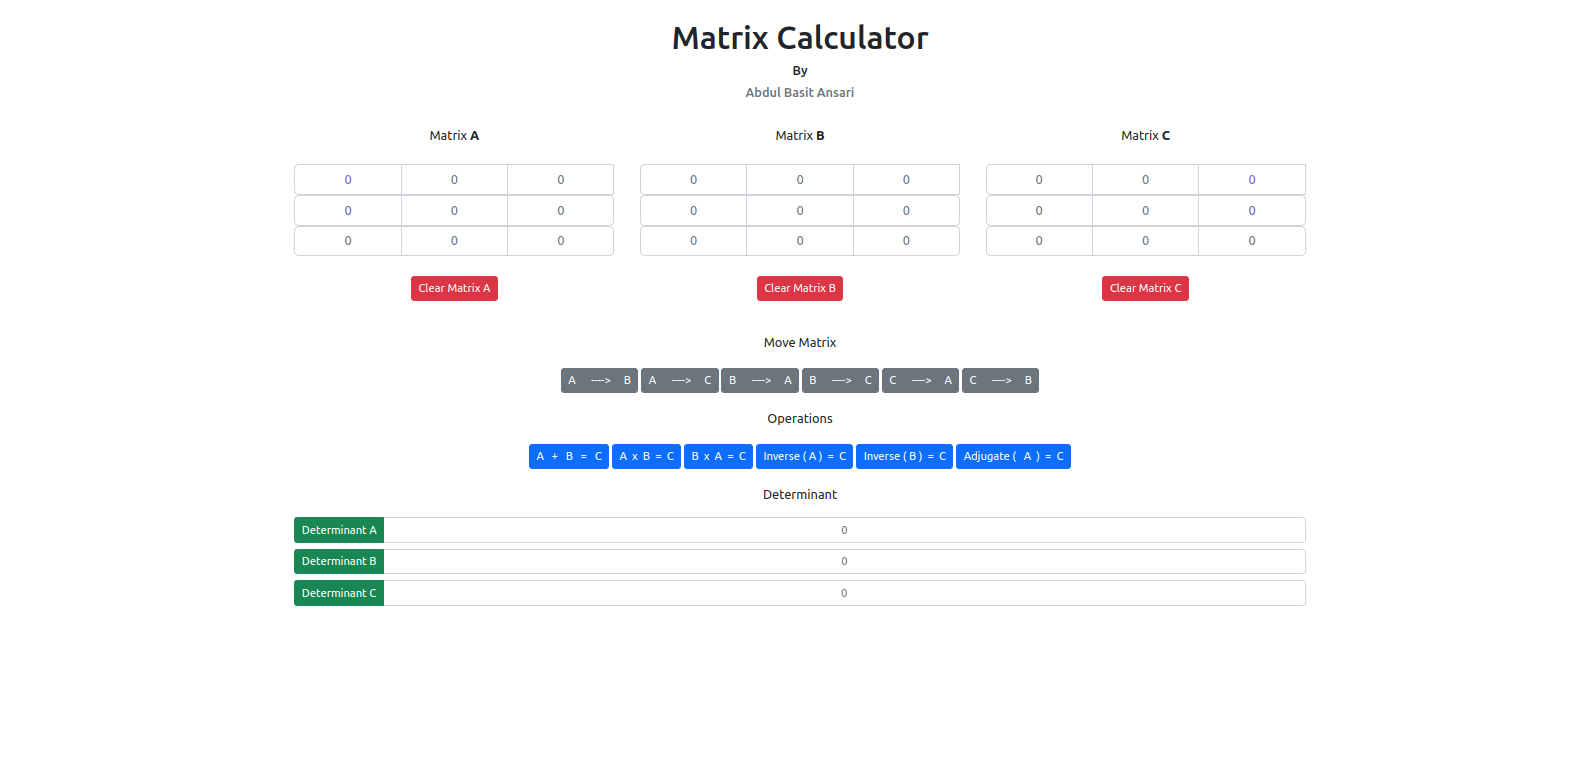 Matrix Calculator
By
Abdul Basit Ansari
Matrix A Matrix B Matrix C
0 0 0 0 0 0 0 0 0
0 0 0 0 0 0 0 0 0
0 0 0 0 0 0 0 0 0
Clear Matrix A Clear Matrix B Clear Matrix C
Move Matrix
A ----> B A ----> C B ----> A B ----> C C ----> A C ----> B
Operations
A + B = C A x B = C B x A = C Inverse ( A ) = C Inverse ( B ) = C Adjugate ( A ) = C
Determinant
Determinant A 0
Determinant B 0
Determinant C 0